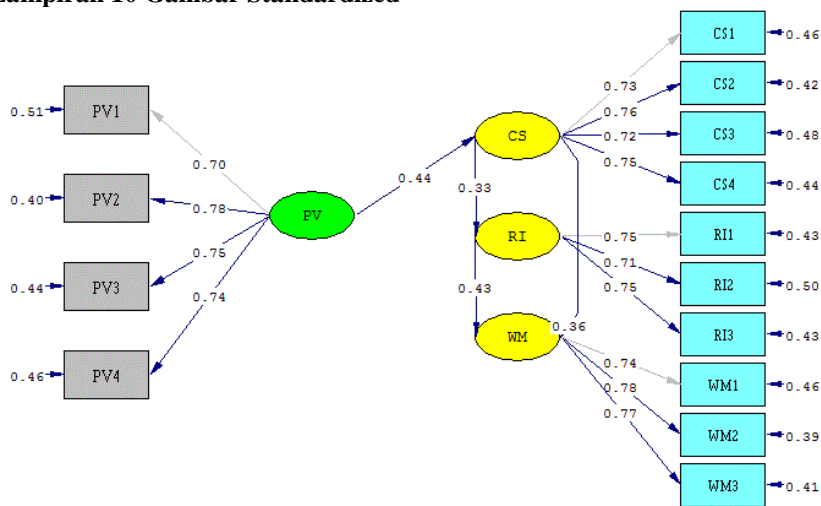 Lampiran 10 Gambar Standardized
0.51
PV1
0.40
PV2
0.44
PV3
0.46
PV4
0.70
0.78
0.75
0.74
PV
0.44
CS
0.33
RI
0.43
WM
0.36
0.73
0.76
0.72
0.75
0.75
0.71
0.75
0.74
0.78
0.77
CS1
0.46
CS2
0.42
CS3
0.48
CS4
0.44
RI1
0.43
RI2
0.50
RI3
0.43
WM1
0.46
WM2
0.39
WM3
0.41